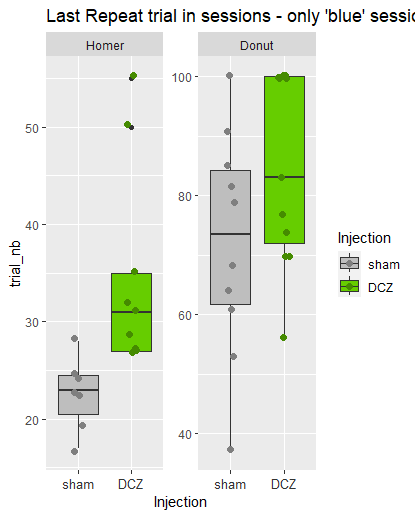 Last Repeat trial in sessions - only 'blue' sessi
Homer
Donut
50
40
30
20
100
80
60
40
trial_nb
sham
DCZ
sham
DCZ
Injection
Injection
sham
DCZ